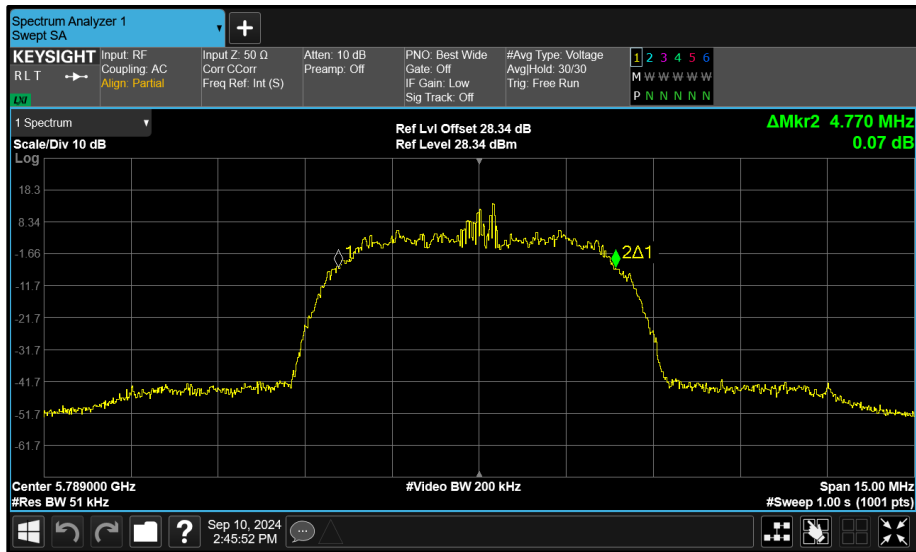 Spectrum Analyzer 1
Swept SA
+
KEYSIGHT
R L T
LXI
Input: RF
Coupling: AC
Align: Partial
Input Z: 50 Ω
Corr CCorr
Freq Ref: Int (S)
Atten: 10 dB
Preamp: Off
PNO: Best Wide
Gate: Off
IF Gain: Low
Sig Track: Off
#Avg Type: Voltage
Avg|Hold: 30/30
Trig: Free Run
1 2 3 4 5 6
M W W W W W
P N N N N N
1 Spectrum
Scale/Div 10 dB
Log
Ref Lvl Offset 28.34 dB
Ref Level 28.34 dBm
ΔMkr2 4.770 MHz
0.07 dB
18.3
8.34
-1.66
-11.7
-21.7
-31.7
-41.7
-51.7
-61.7
1
2Δ1
Center 5.789000 GHz
#Res BW 51 kHz
#Video BW 200 kHz
Span 15.00 MHz
#Sweep 1.00 s (1001 pts)
?
Sep 10, 2024
2:45:52 PM